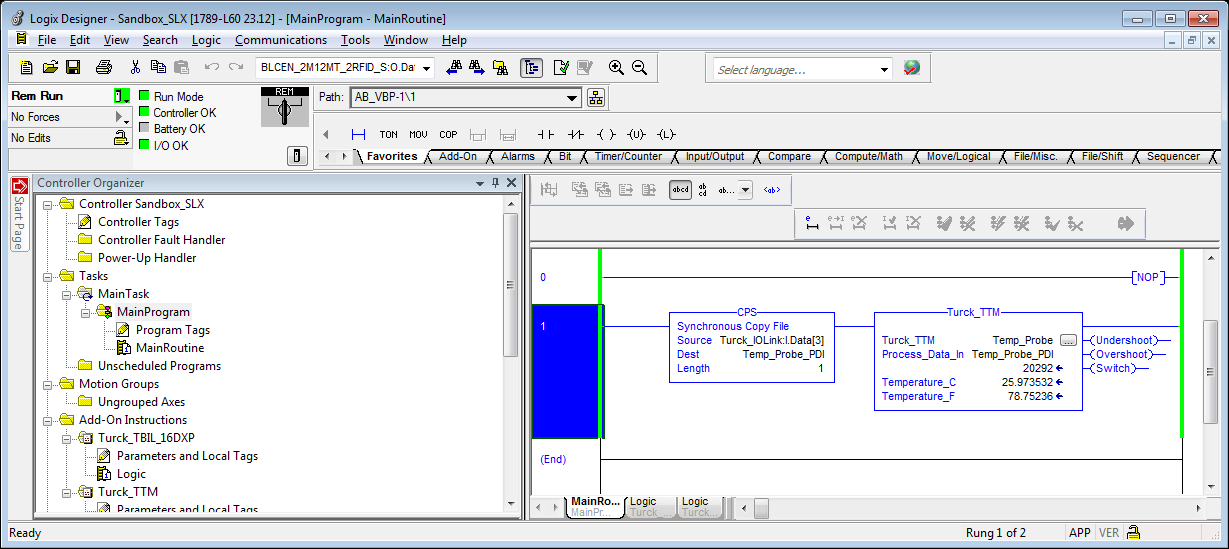 Logix Designer - Sandbox_SLX [1789-L60 23.12] - [MainProgram - MainRoutine]
File Edit View Search Logic Communications Tools Window Help
BLCEN_2M12MT_2RFID_S:O.Da
Select language...
Rem Run
No Forces
No Edits
Run Mode
Controller OK
Battery OK
I/O OK
REM
Path: AB_VBP-1\1
TON MOV COP
Favorites Add-On Alarms Bit Timer/Counter Input/Output Compare Compute/Math Move/Logical File/Misc. File/Shift Sequencer
Start Page
Controller Organizer
Controller Sandbox_SLX
Controller Tags
Controller Fault Handler
Power-Up Handler
Tasks
MainTask
MainProgram
Program Tags
MainRoutine
Unscheduled Programs
Motion Groups
Ungrouped Axes
Add-On Instructions
Turck_TBIL_16DXP
Parameters and Local Tags
Logic
Turck_TTM
Parameters and Local Tags
abcd ab cd ab... <ab>
0
NOP
1
CPS
Synchronous Copy File
Source Turck_IOLink:I.Data[3]
Dest Temp_Probe_PDI
Length 1
Turck_TTM
Turck_TTM Temp_Probe ... (Undershoot)
Process_Data_In Temp_Probe_PDI (Overshoot)
20292 (Switch)
Temperature_C 25.973532
Temperature_F 78.75236
(End)
MainRo... Logic Logic
MainPr... Turck_... Turck...
Ready
Rung 1 of 2 APP VER